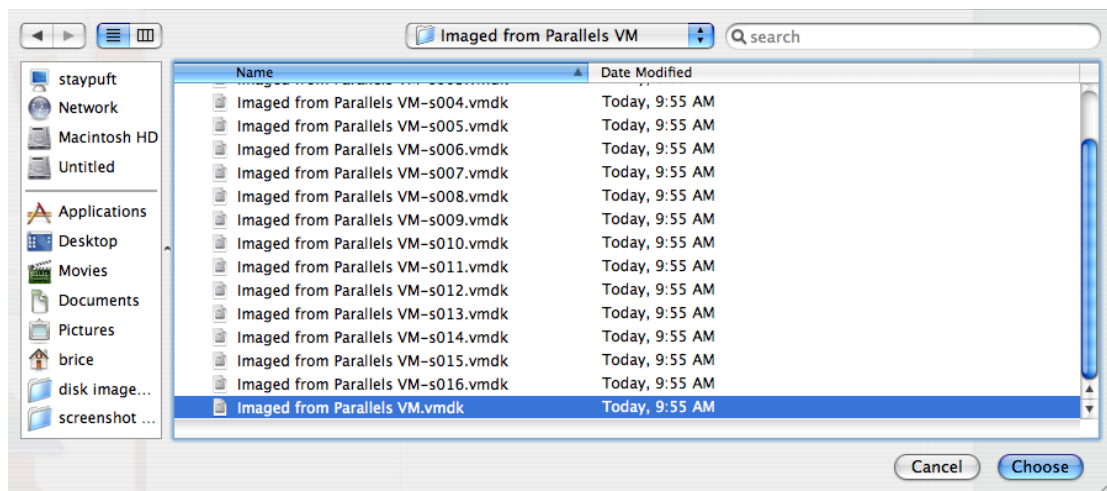 Imaged from Parallels VM
search
Name Date Modified
staypuft
Network
Macintosh HD
Untitled
Applications
Desktop
Movies
Documents
Pictures
brice
disk image...
screenshot ...
Imaged from Parallels VM-s004.vmdk Today, 9:55 AM
Imaged from Parallels VM-s005.vmdk Today, 9:55 AM
Imaged from Parallels VM-s006.vmdk Today, 9:55 AM
Imaged from Parallels VM-s007.vmdk Today, 9:55 AM
Imaged from Parallels VM-s008.vmdk Today, 9:55 AM
Imaged from Parallels VM-s009.vmdk Today, 9:55 AM
Imaged from Parallels VM-s010.vmdk Today, 9:55 AM
Imaged from Parallels VM-s011.vmdk Today, 9:55 AM
Imaged from Parallels VM-s012.vmdk Today, 9:55 AM
Imaged from Parallels VM-s013.vmdk Today, 9:55 AM
Imaged from Parallels VM-s014.vmdk Today, 9:55 AM
Imaged from Parallels VM-s015.vmdk Today, 9:55 AM
Imaged from Parallels VM-s016.vmdk Today, 9:55 AM
Imaged from Parallels VM.vmdk Today, 9:55 AM
Cancel Choose